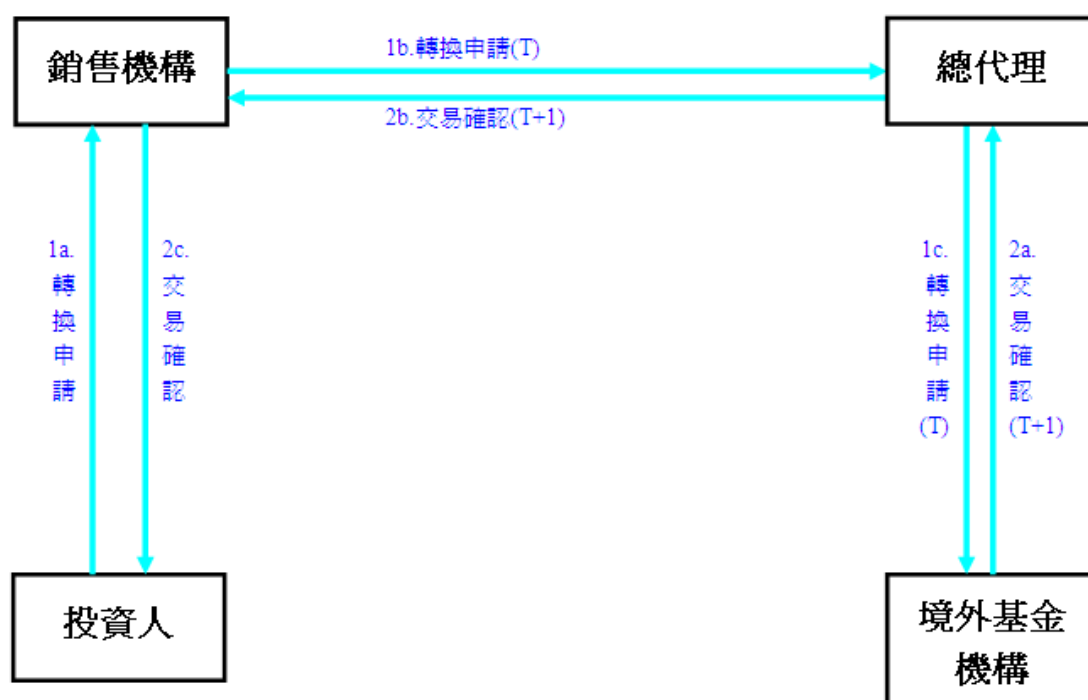 銷售機構
1b.轉換申請(T)
2b.交易確認(T+1)
總代理
1a.
轉
換
申
請
2c.
交
易
確
認
1c.
轉
換
申
請
(T)
2a.
交
易
確
認
(T+1)
投資人
境外基金
機構